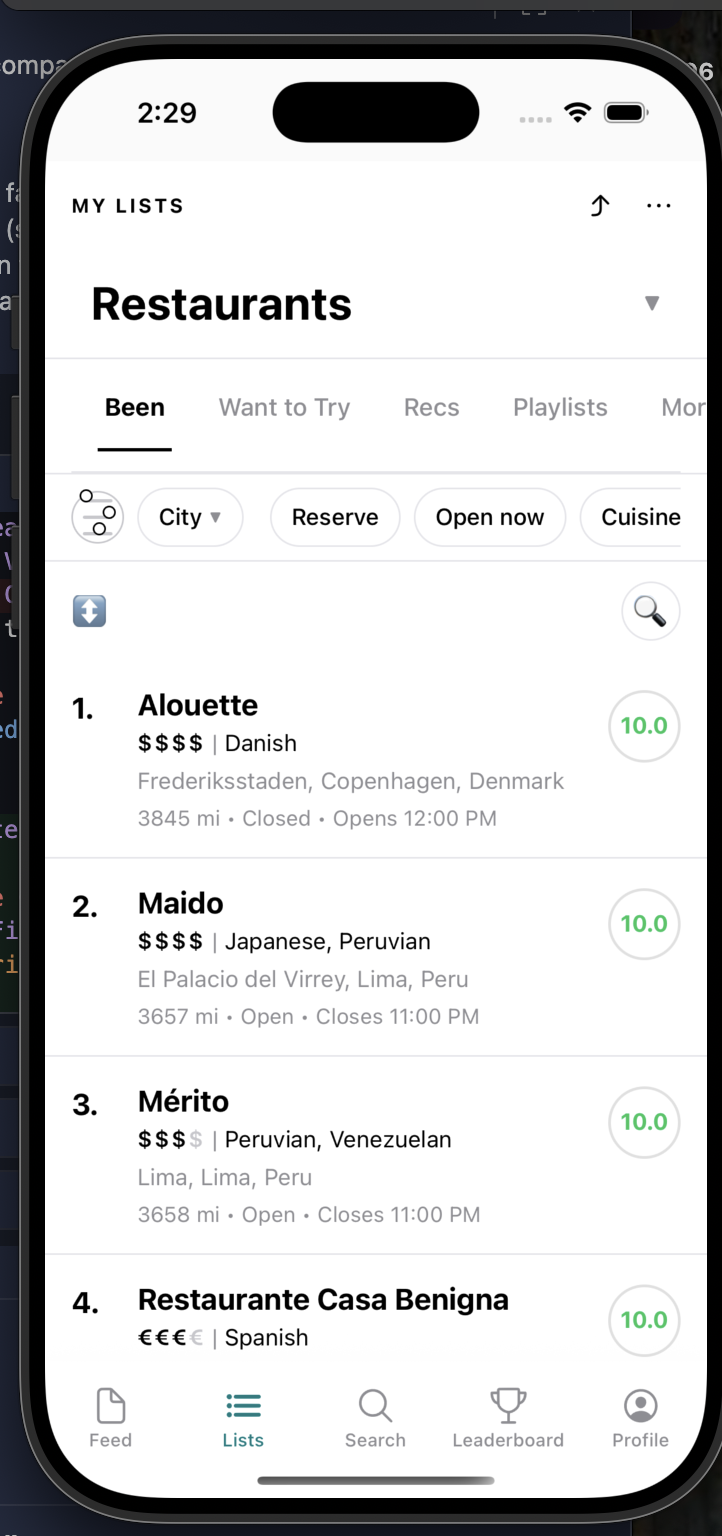 2:29
MY LISTS
Restaurants
Been Want to Try Recs Playlists Mor
City Reserve Open now Cuisine
1. Alouette 10.0
$$$$ | Danish
Frederiksstaden, Copenhagen, Denmark
3845 mi • Closed • Opens 12:00 PM
2. Maido 10.0
$$$$ | Japanese, Peruvian
El Palacio del Virrey, Lima, Peru
3657 mi • Open • Closes 11:00 PM
3. Mérito 10.0
$$$$ | Peruvian, Venezuelan
Lima, Lima, Peru
3658 mi • Open • Closes 11:00 PM
4. Restaurante Casa Benigna 10.0
€€€€ | Spanish
Feed Lists Search Leaderboard Profile